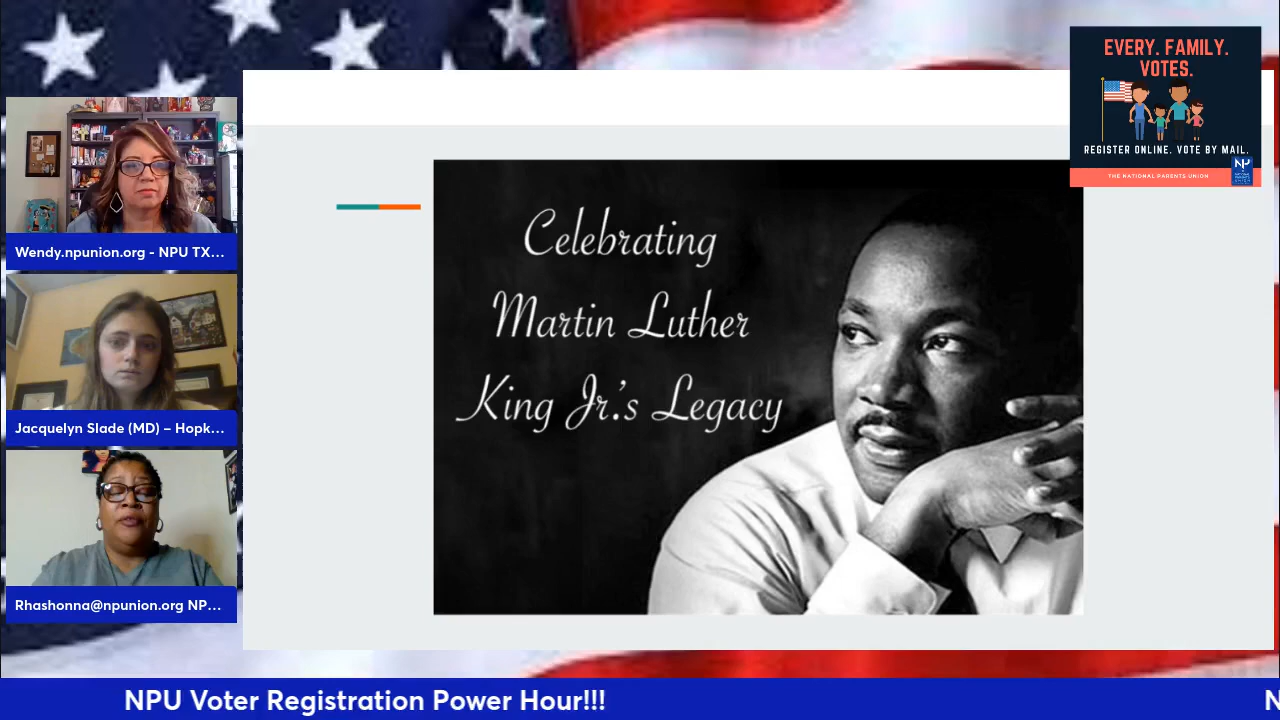 EVERY. FAMILY.
VOTES.
REGISTER ONLINE. VOTE BY MAIL.
THE NATIONAL PARENTS UNION
NP
Wendy.npunion.org - NPU TX...
Jacquelyn Slade (MD) – Hopk...
Rhashonna@npunion.org NP...
Celebrating
Martin Luther
King Jr.'s Legacy
NPU Voter Registration Power Hour!!!
N